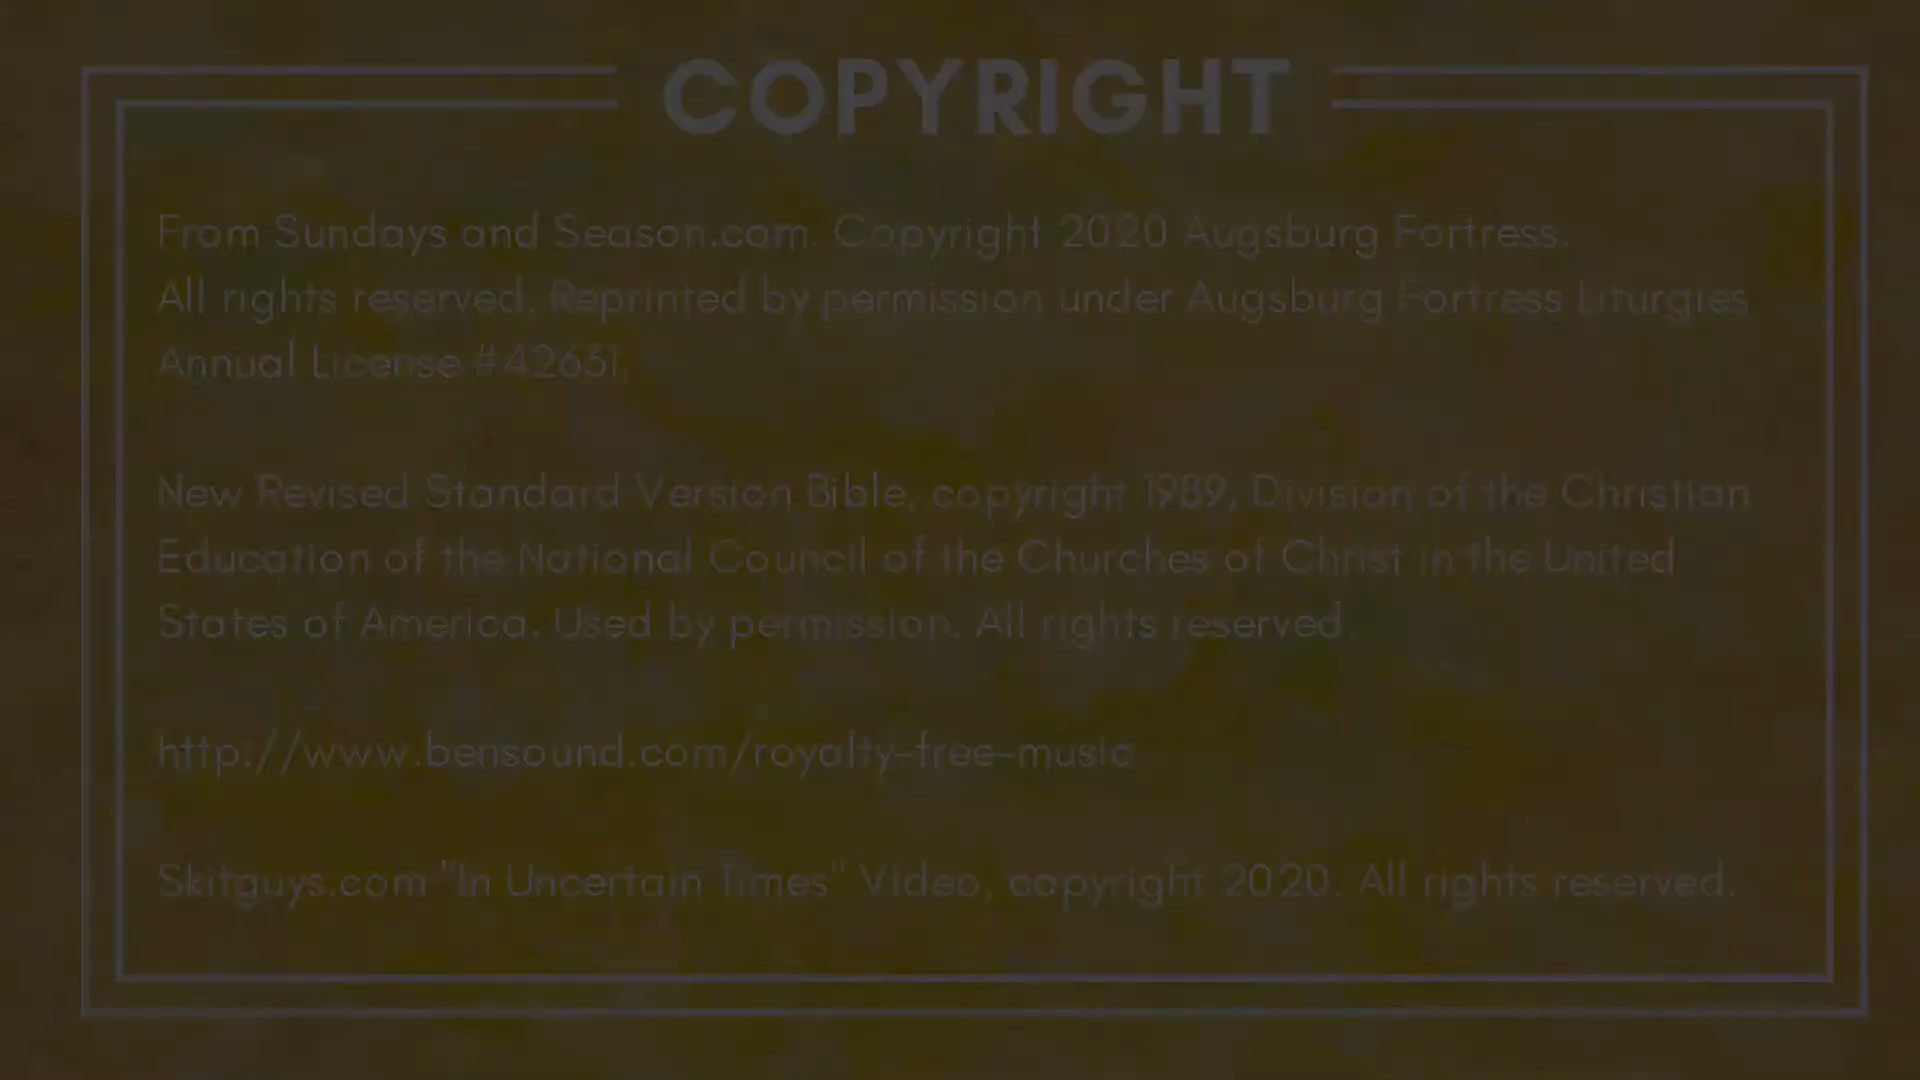 COPYRIGHT
From Sundays and Season.com. Copyright 2020 Augsburg Fortress.
All rights reserved. Reprinted by permission under Augsburg Fortress Liturgies
Annual License #42631.
New Revised Standard Version Bible, copyright 1989, Division of the Christian
Education of the National Council of the Churches of Christ in the United
States of America. Used by permission. All rights reserved.
http://www.bensound.com/royalty-free-music
Skitguys.com "In Uncertain Times" Video, copyright 2020. All rights reserved.